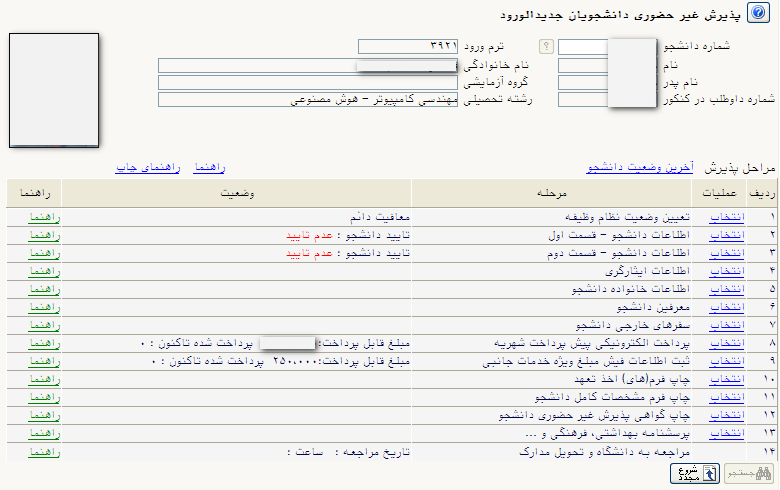 پذیرش غیر حضوری دانشجویان جدیدالورود
شماره دانشجو ترم ورود ۳۹۲۱
نام نام خانوادگی
نام پدر گروه آزمایشی
شماره داوطلب در کنکور رشته تحصیلی مهندسی کامپیوتر - هوش مصنوعی
مراحل پذیرش آخرین وضعیت دانشجو راهنما راهنمای چاپ
ردیف عملیات مرحله وضعیت راهنما
۱ انتخاب تعیین وضعیت نظام وظیفه معافیت دائم راهنما
۲ انتخاب اطلاعات دانشجو - قسمت اول تایید دانشجو : عدم تایید راهنما
۳ انتخاب اطلاعات دانشجو - قسمت دوم تایید دانشجو : عدم تایید راهنما
۴ انتخاب اطلاعات ایثارگری راهنما
۵ انتخاب اطلاعات خانواده دانشجو راهنما
۶ انتخاب معرفین دانشجو راهنما
۷ انتخاب سفرهای خارجی دانشجو راهنما
۸ انتخاب پرداخت الکترونیکی پیش پرداخت شهریه مبلغ قابل پرداخت: پرداخت شده تاکنون : ۰ راهنما
۹ انتخاب ثبت اطلاعات فیش مبلغ ویژه خدمات جانبی مبلغ قابل پرداخت:۲۵۰,۰۰۰ پرداخت شده تاکنون : ۰ راهنما
۱۰ انتخاب چاپ فرم(های) اخذ تعهد راهنما
۱۱ انتخاب چاپ فرم مشخصات کامل دانشجو راهنما
۱۲ انتخاب چاپ گواهی پذیرش غیر حضوری دانشجو راهنما
۱۳ انتخاب پرسشنامه بهداشتی، فرهنگی و ... راهنما
۱۴ مراجعه به دانشگاه و تحویل مدارک تاریخ مراجعه : ساعت : راهنما
جستجو شروع مجدد